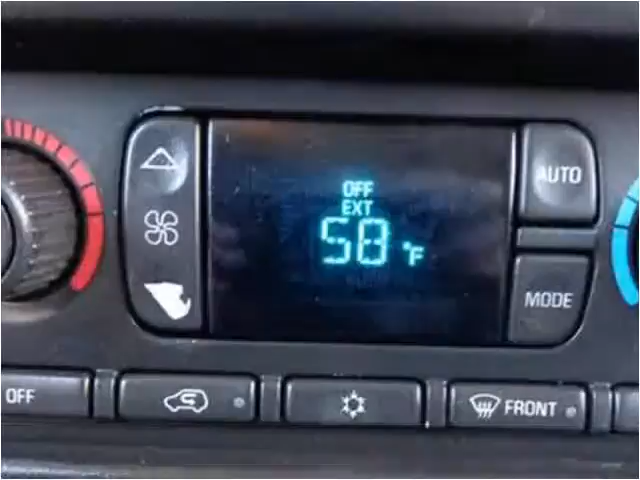 OFF
EXT
58 °F
AUTO
MODE
OFF
FRONT